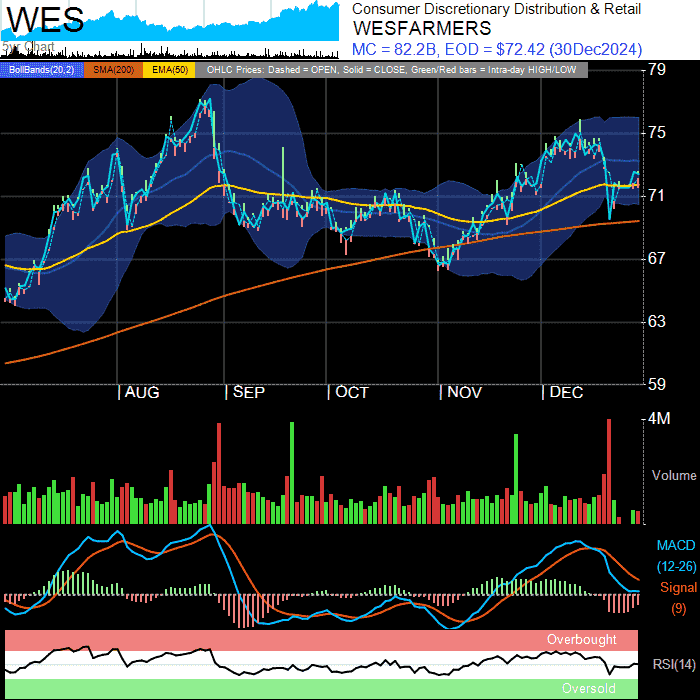 WES
5yr Chart
Consumer Discretionary Distribution & Retail
WESFARMERS
MC = 82.2B, EOD = $72.42 (30Dec2024)
BollBands(20,2) SMA(200) EMA(50) OHLC Prices: Dashed = OPEN, Solid = CLOSE, Green/Red bars = Intra-day HIGH/LOW
79
75
71
67
63
59
| AUG | SEP | OCT | NOV | DEC
4M
Volume
MACD
(12-26)
Signal
(9)
Overbought
RSI(14)
Oversold